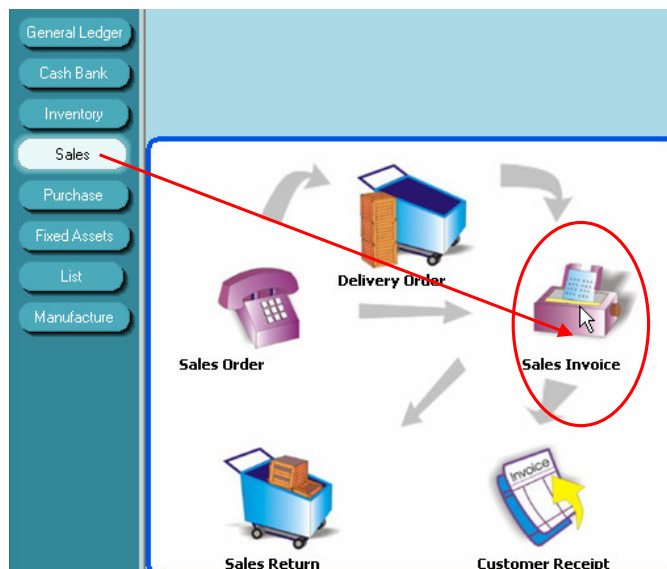 General Ledger
Cash Bank
Inventory
Sales
Purchase
Fixed Assets
List
Manufacture
Delivery Order
Sales Order
Sales Invoice
Invoice
Sales Return
Customer Receipt